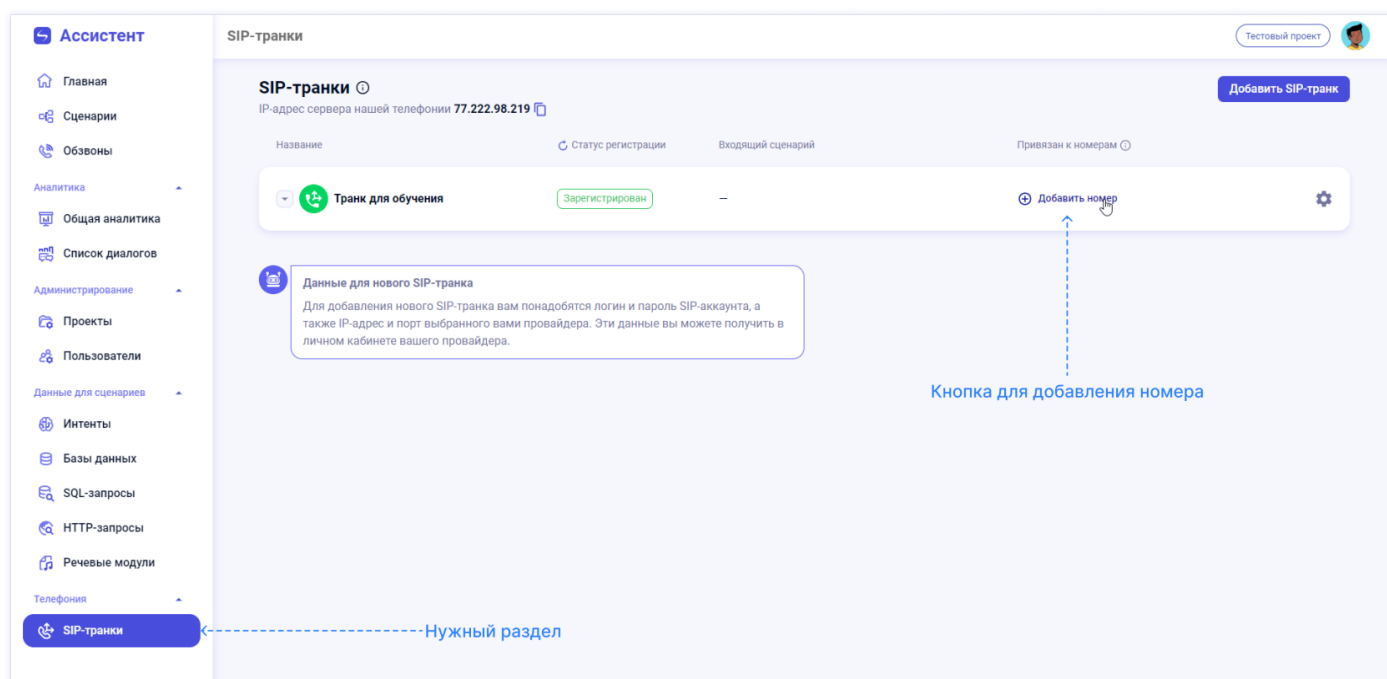 Ассистент
SIP-транки
Тестовый проект
Главная
Сценарии
Обзвоны
Аналитика
Общая аналитика
Список диалогов
Администрирование
Проекты
Пользователи
Данные для сценариев
Интенты
Базы данных
SQL-запросы
HTTP-запросы
Речевые модули
Телефония
SIP-транки
Нужный раздел
SIP-транки
Добавить SIP-транк
IP-адрес сервера нашей телефонии 77.222.98.219
Название Статус регистрации Входящий сценарий Привязан к номерам
Транк для обучения Зарегистрирован – Добавить номер
Данные для нового SIP-транка
Для добавления нового SIP-транка вам понадобятся логин и пароль SIP-аккаунта, а
также IP-адрес и порт выбранного вами провайдера. Эти данные вы можете получить в
личном кабинете вашего провайдера.
Кнопка для добавления номера